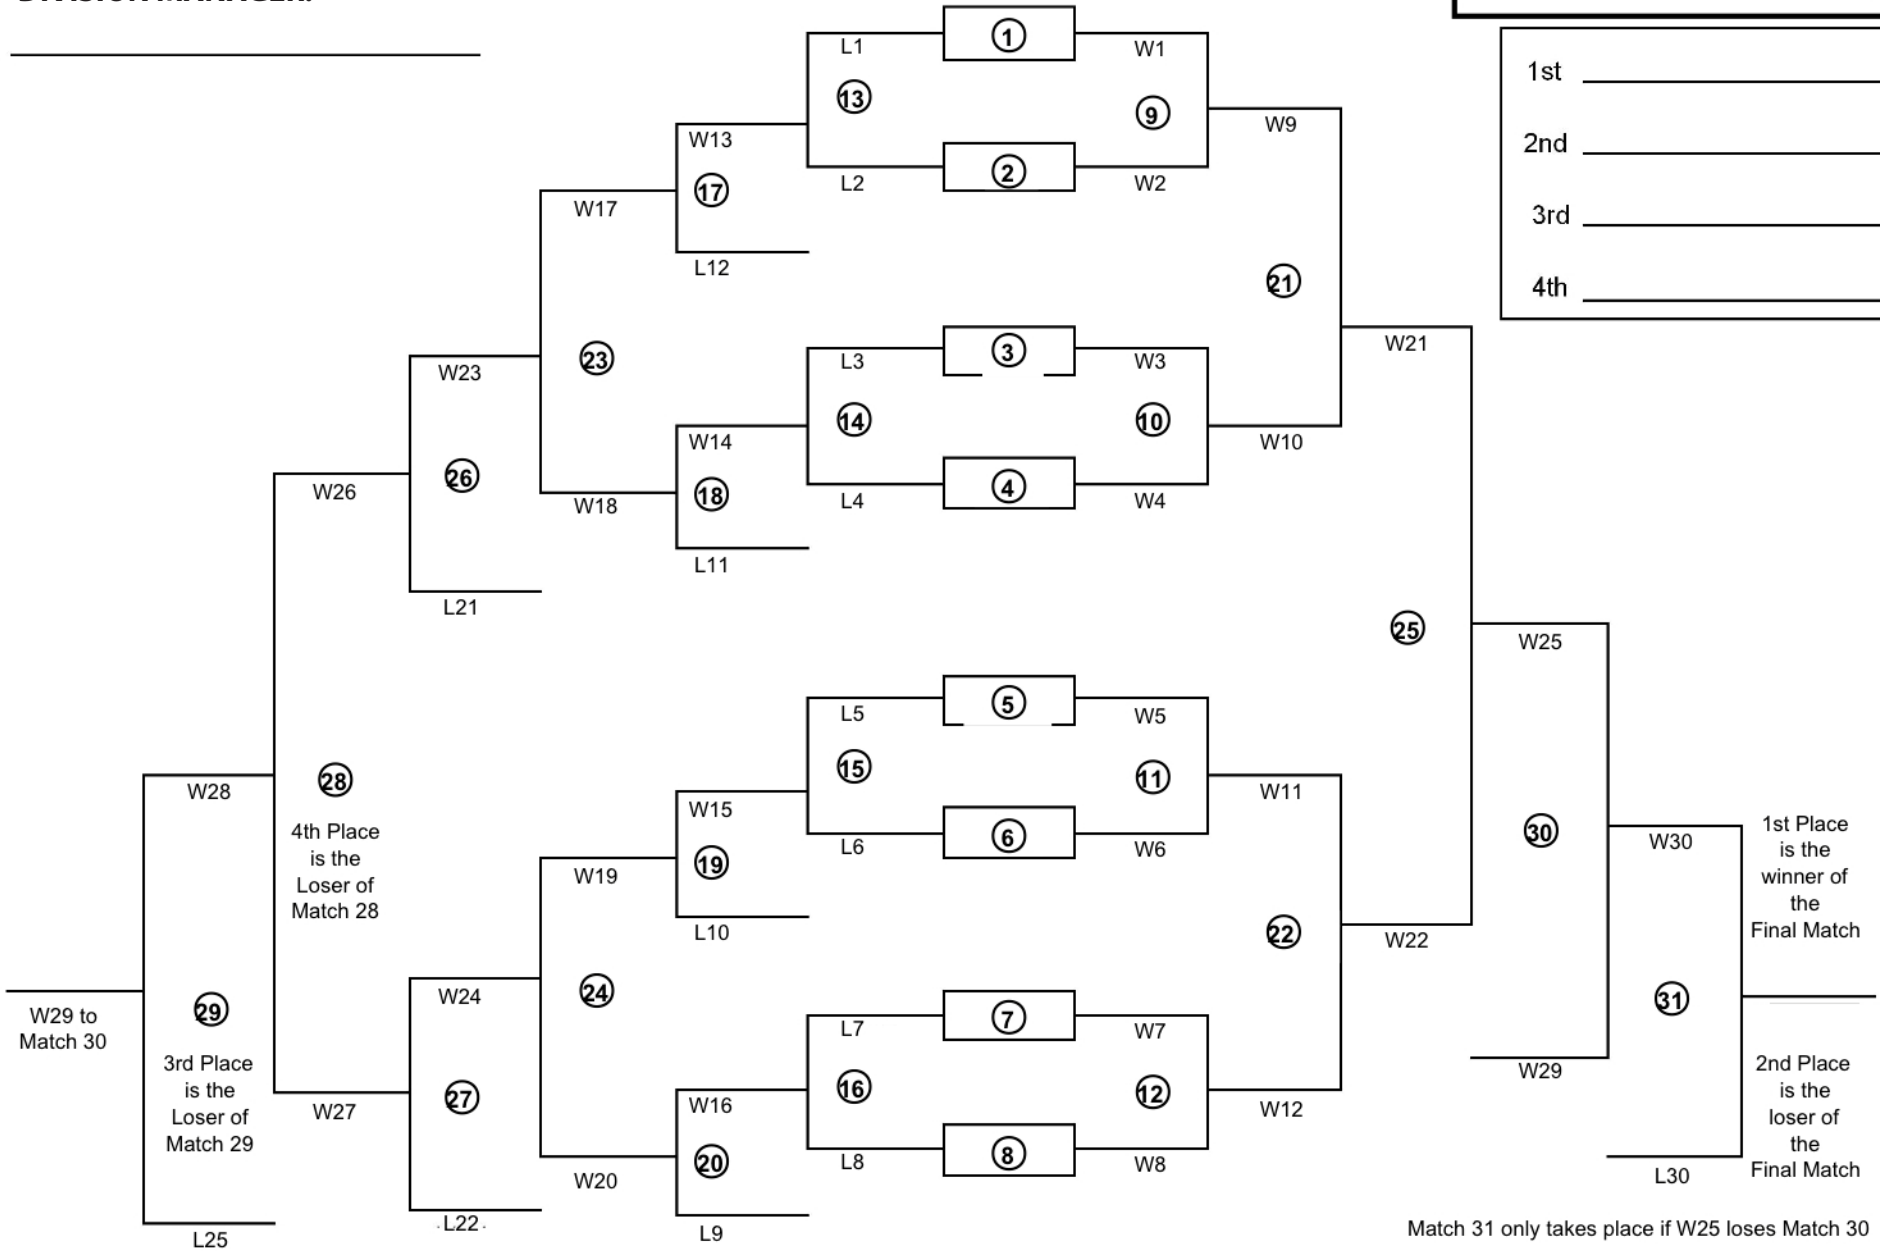 L1
1
W1
1st
13
9
W13
W9
2nd
17
L2
2
W2
W17
3rd
L12
21
4th
3
W21
23
L3
W3
W23
14
10
W14
W10
26
18
4
W26
W18
L4
W4
L11
L21
25
W25
5
L5
W5
28
15
11
W28
W15
W11
4th Place
is the
Loser of
Match 28
6
30
W30
1st Place
is the
winner of
the
Final Match
L6
W6
19
W19
L10
22
W22
24
W24
29
31
W29 to
Match 30
7
L7
W7
3rd Place
is the
Loser of
Match 29
W29
2nd Place
is the
loser of
the
Final Match
16
12
27
W27
W16
W12
20
8
L8
W8
W20
L30
L22
L9
L25
Match 31 only takes place if W25 loses Match 30